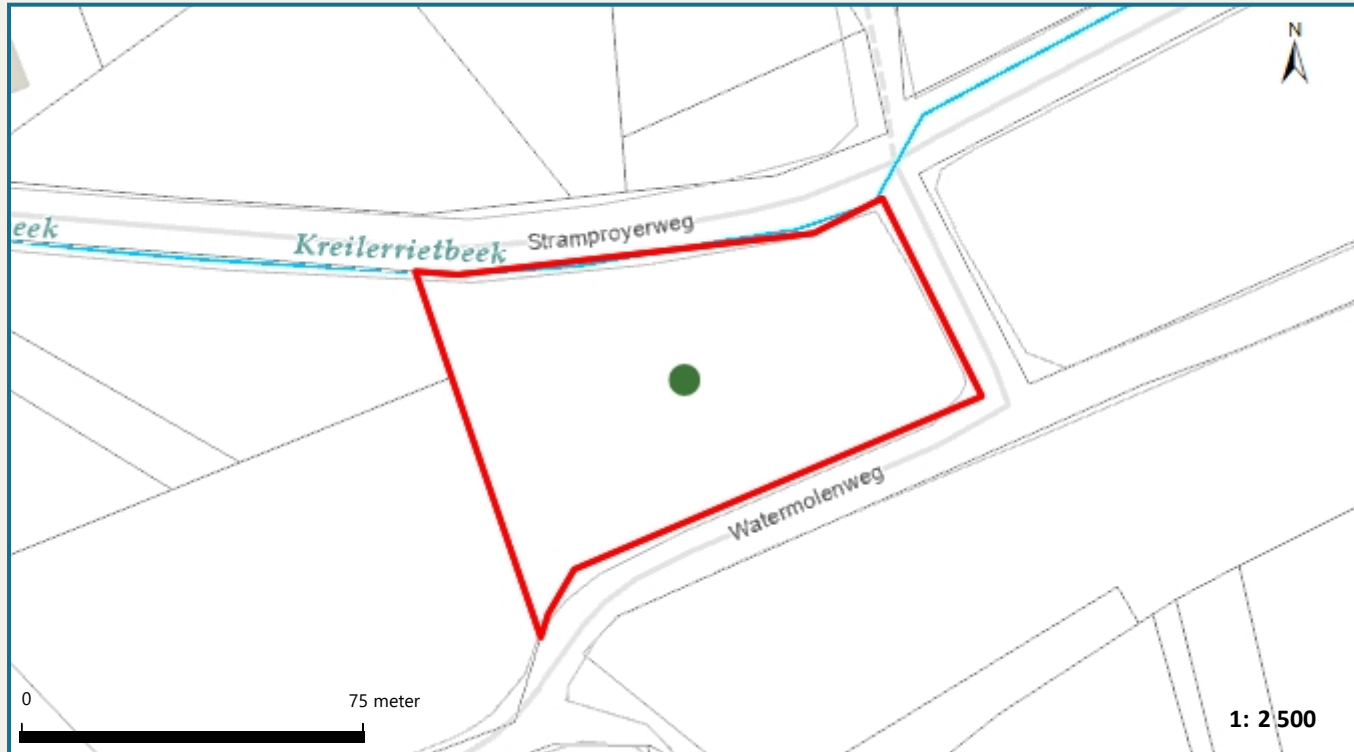 N
Stramproyerweg
eek
Kreilerrietbeek
Watermolenweg
0
75 meter
1: 2 500